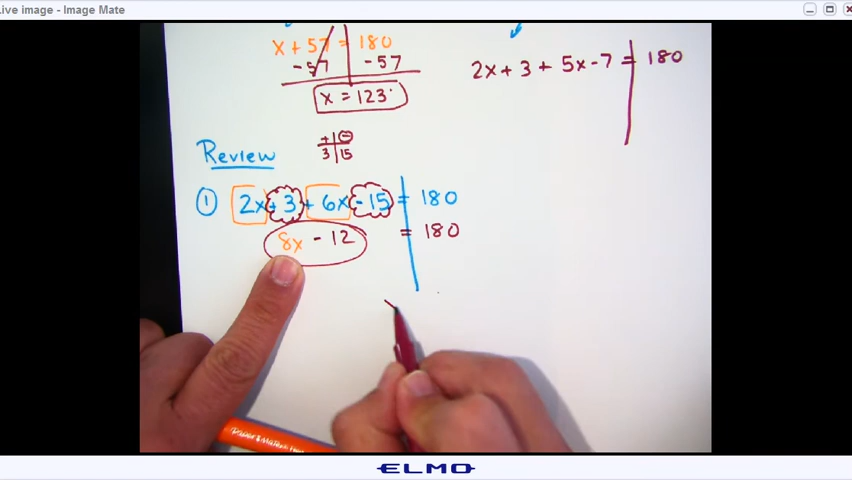 Live image - Image Mate
x + 57 = 180
-57 -57
x = 123°
2x + 3 + 5x - 7 = 180
+ | -
3 | 15
Review
① 2x + 3 + 6x - 15 = 180
8x - 12 = 180
ELMO